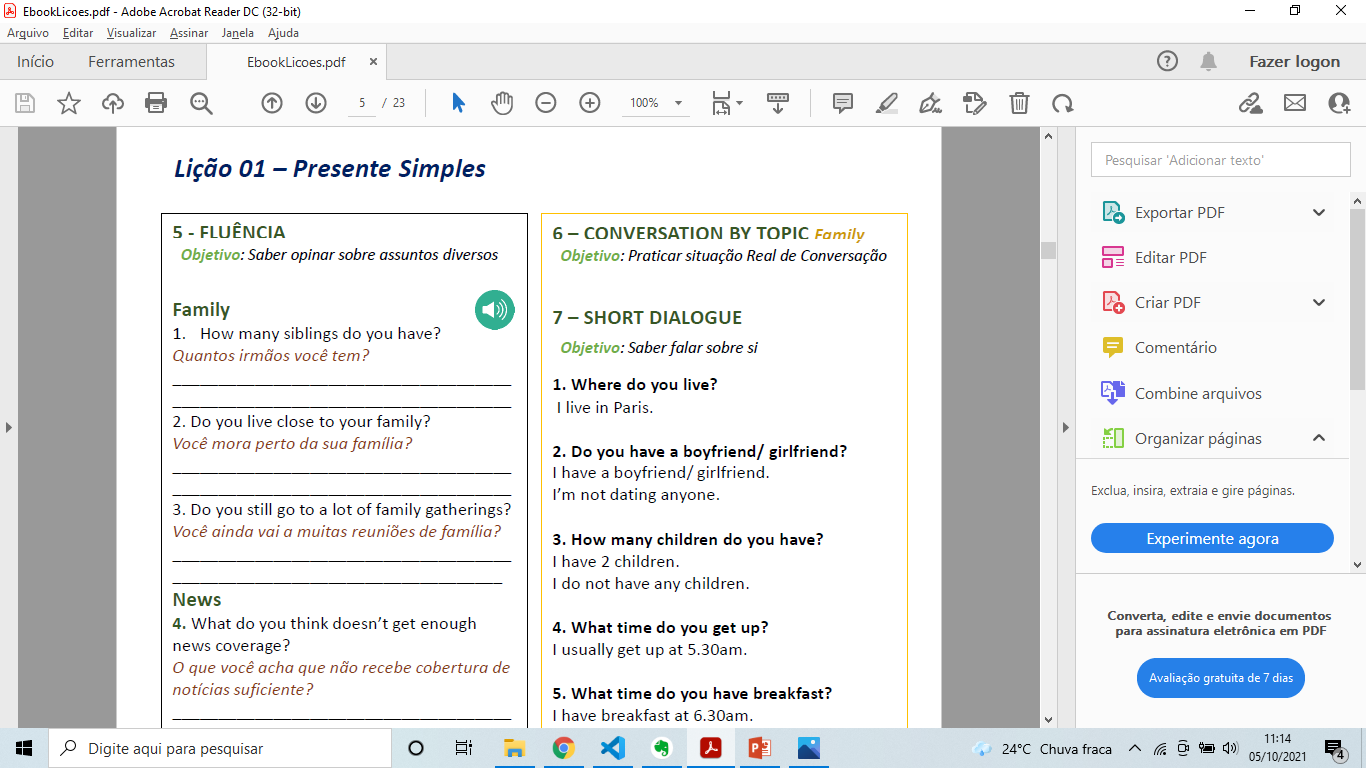 EbookLicoes.pdf - Adobe Acrobat Reader DC (32-bit)
Arquivo Editar Visualizar Assinar Janela Ajuda
Início Ferramentas EbookLicoes.pdf × Fazer logon
5 / 23 100%
Lição 01 – Presente Simples
5 - FLUÊNCIA
Objetivo: Saber opinar sobre assuntos diversos
Family
1. How many siblings do you have?
Quantos irmãos você tem?
2. Do you live close to your family?
Você mora perto da sua família?
3. Do you still go to a lot of family gatherings?
Você ainda vai a muitas reuniões de família?
News
4. What do you think doesn’t get enough
news coverage?
O que você acha que não recebe cobertura de
notícias suficiente?
6 – CONVERSATION BY TOPIC Family
Objetivo: Praticar situação Real de Conversação
7 – SHORT DIALOGUE
Objetivo: Saber falar sobre si
1. Where do you live?
I live in Paris.
2. Do you have a boyfriend/ girlfriend?
I have a boyfriend/ girlfriend.
I’m not dating anyone.
3. How many children do you have?
I have 2 children.
I do not have any children.
4. What time do you get up?
I usually get up at 5.30am.
5. What time do you have breakfast?
I have breakfast at 6.30am.
Pesquisar 'Adicionar texto'
Exportar PDF
Editar PDF
Criar PDF
Comentário
Combine arquivos
Organizar páginas
Exclua, insira, extraia e gire páginas.
Experimente agora
Converta, edite e envie documentos
para assinatura eletrônica em PDF
Avaliação gratuita de 7 dias
Digite aqui para pesquisar
24°C Chuva fraca
11:14
05/10/2021
4